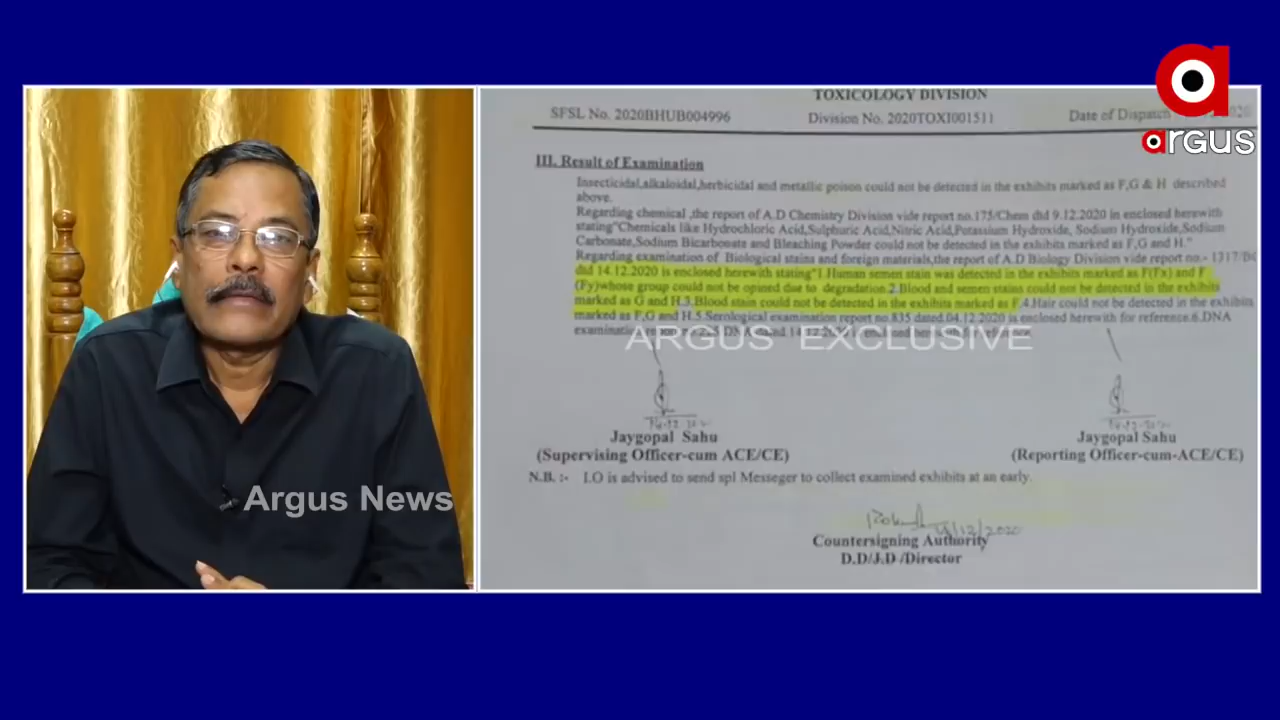 argus
Argus News
TOXICOLOGY DIVISION
SFSL No. 2020BHUB004996 Division No. 2020TOXI001511 Date of Dispatch
III. Result of Examination
Insecticidal,alkaloidal,herbicidal and metallic poison could not be detected in the exhibits marked as F,G & H described
above.
Regarding chemical ,the report of A.D Chemistry Division vide report no.175/Chem dtd 9.12.2020 in enclosed herewith
stating"Chemicals like Hydrochloric Acid,Sulphuric Acid,Nitric Acid,Potassium Hydroxide, Sodium Hydroxide,Sodium
Carbonate,Sodium Bicarbonate and Bleaching Powder could not be detected in the exhibits marked as F,G and H."
Regarding examination of Biological stains and foreign materials,the report of A.D Biology Division vide report no.- 1317/BC
dtd 14.12.2020 is enclosed herewith stating"1.Human semen stain was detected in the exhibits marked as F(Fx) and F
(Fy)whose group could not be opined due to degradation.2.Blood and semen stains could not be detected in the exhibits
marked as G and H.3.Blood stain could not be detected in the exhibits marked as F.4.Hair could not be detected in the exhibits
marked as F,G and H.5.Serological examination report no.835 dated.04.12.2020 is enclosed herewith for reference.6.DNA
examination report
ARGUS EXCLUSIVE
Jaygopal Sahu Jaygopal Sahu
(Supervising Officer-cum ACE/CE) (Reporting Officer-cum-ACE/CE)
N.B. :- I.O is advised to send spl Messeger to collect examined exhibits at an early.
Countersigning Authority
D.D/J.D /Director